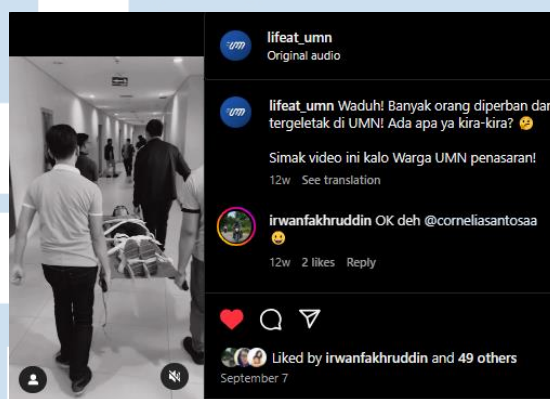 UMN
lifeat_umn
Original audio
UMN
lifeat_umn Waduh! Banyak orang diperban dan
tergeletak di UMN! Ada apa ya kira-kira? 🤔
Simak video ini kalo Warga UMN penasaran!
12w See translation
irwanfakhruddin OK deh @corneliasantosaa
😀
12w 2 likes Reply
Liked by irwanfakhruddin and 49 others
September 7